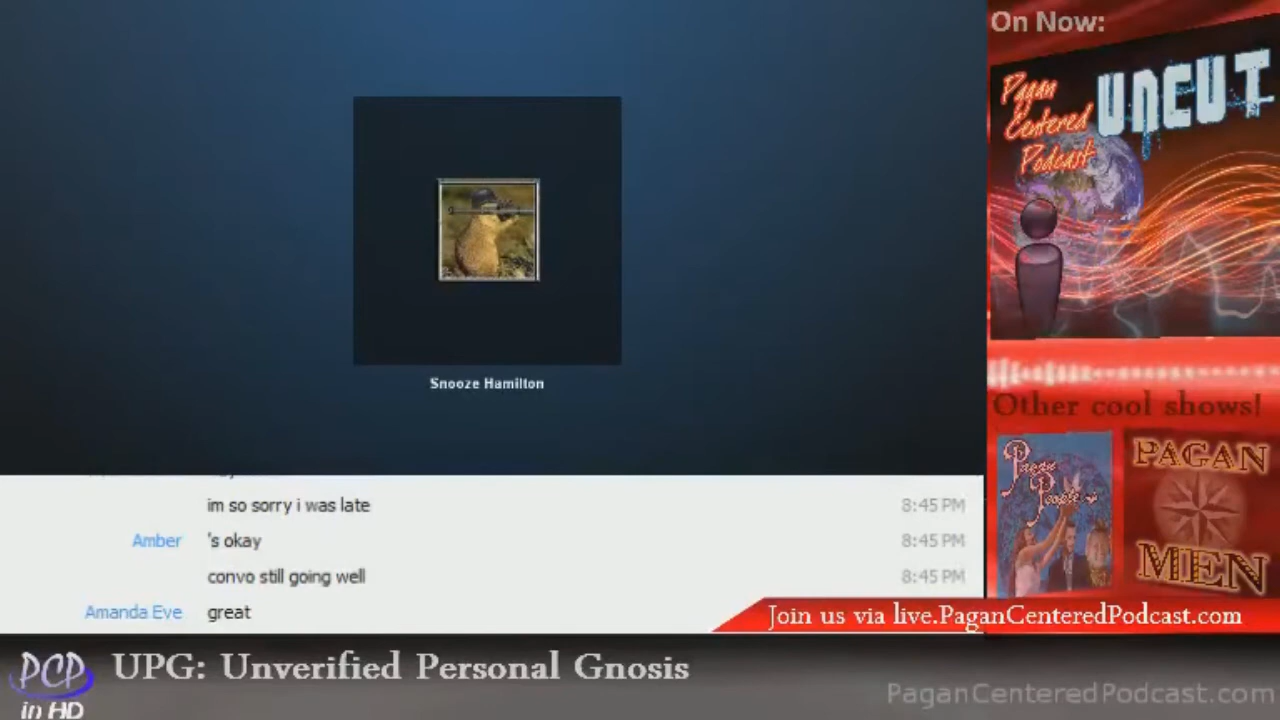 On Now:
Pagan
Centered
Podcast
UNCUT
Snooze Hamilton
im so sorry i was late 8:45 PM
Amber 's okay 8:45 PM
convo still going well 8:45 PM
Amanda Eve great
Other cool shows!
Pagan
People
PAGAN
MEN
Join us via live.PaganCenteredPodcast.com
PCP
in HD
UPG: Unverified Personal Gnosis
PaganCenteredPodcast.com